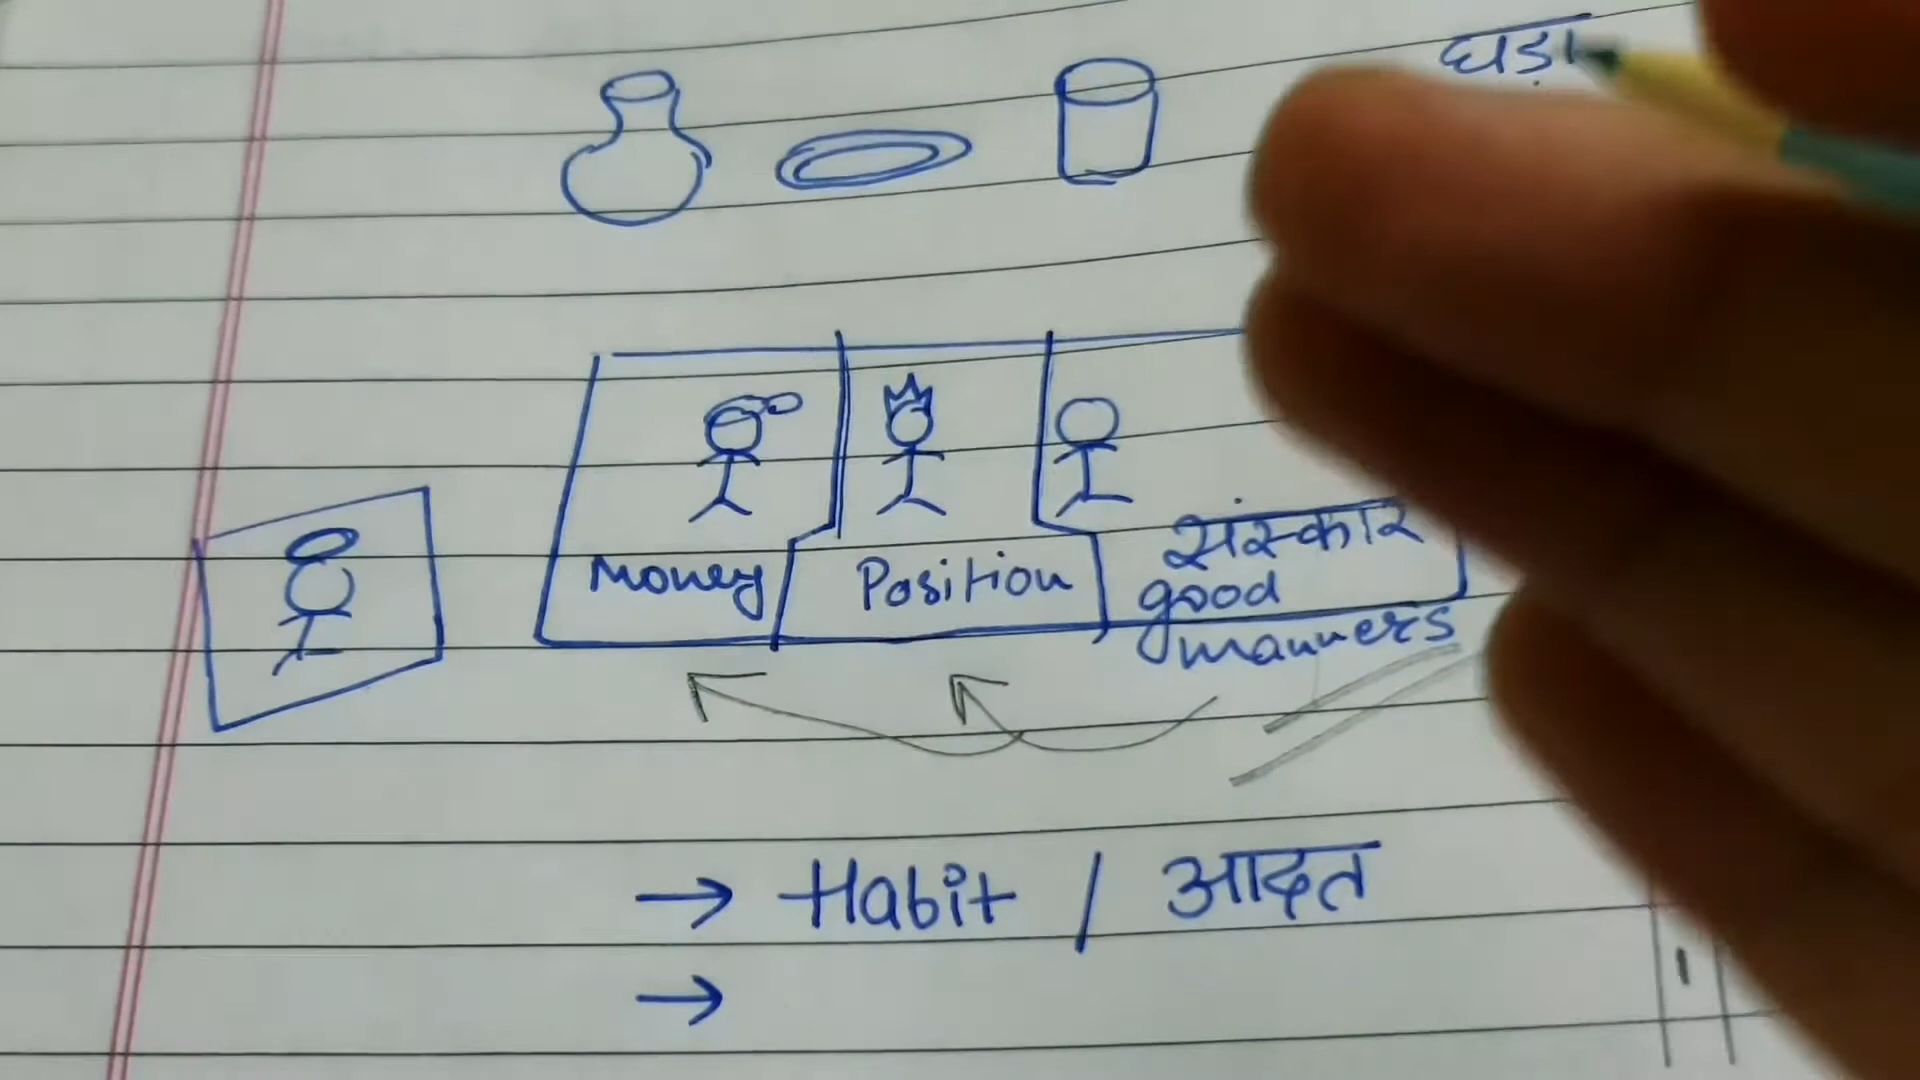 घड़ा
Money
Position
संस्कार
good
manners
→ Habit / आदत
→